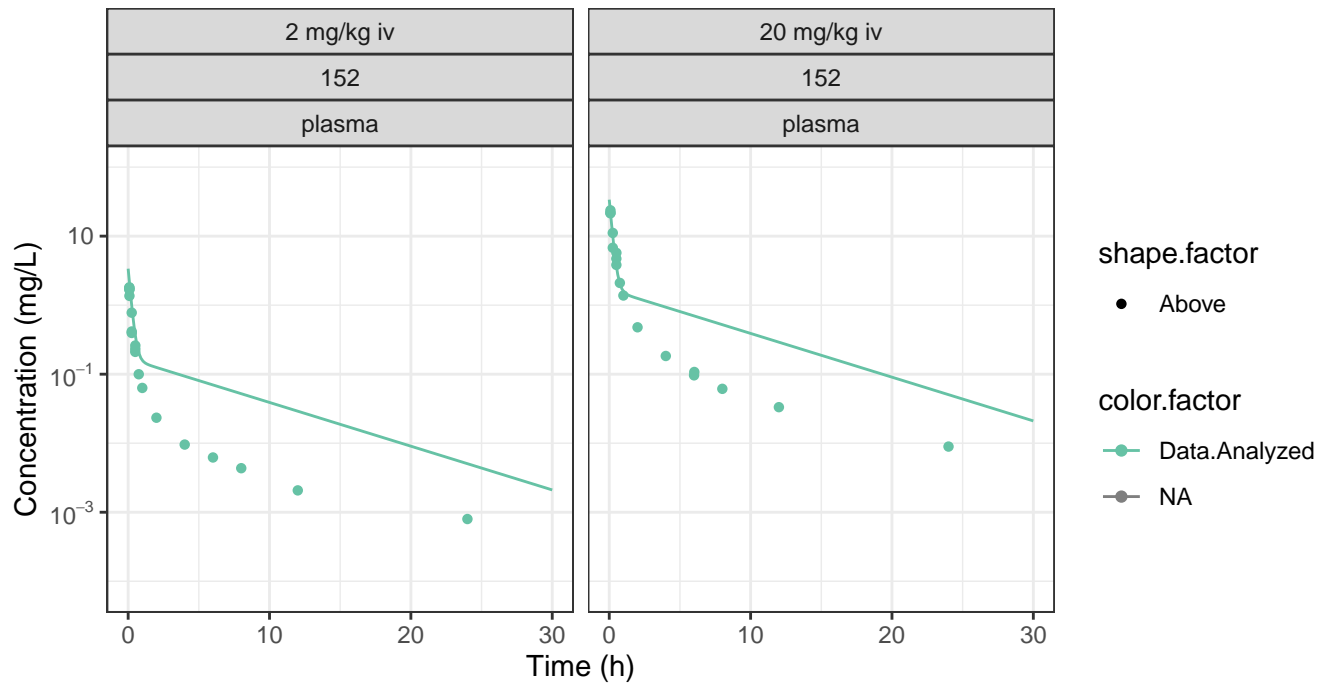 2 mg/kg iv
152
plasma
20 mg/kg iv
152
plasma
Concentration (mg/L)
10
10⁻¹
10⁻³
0 10 20 30
0 10 20 30
Time (h)
shape.factor
Above
color.factor
Data.Analyzed
NA